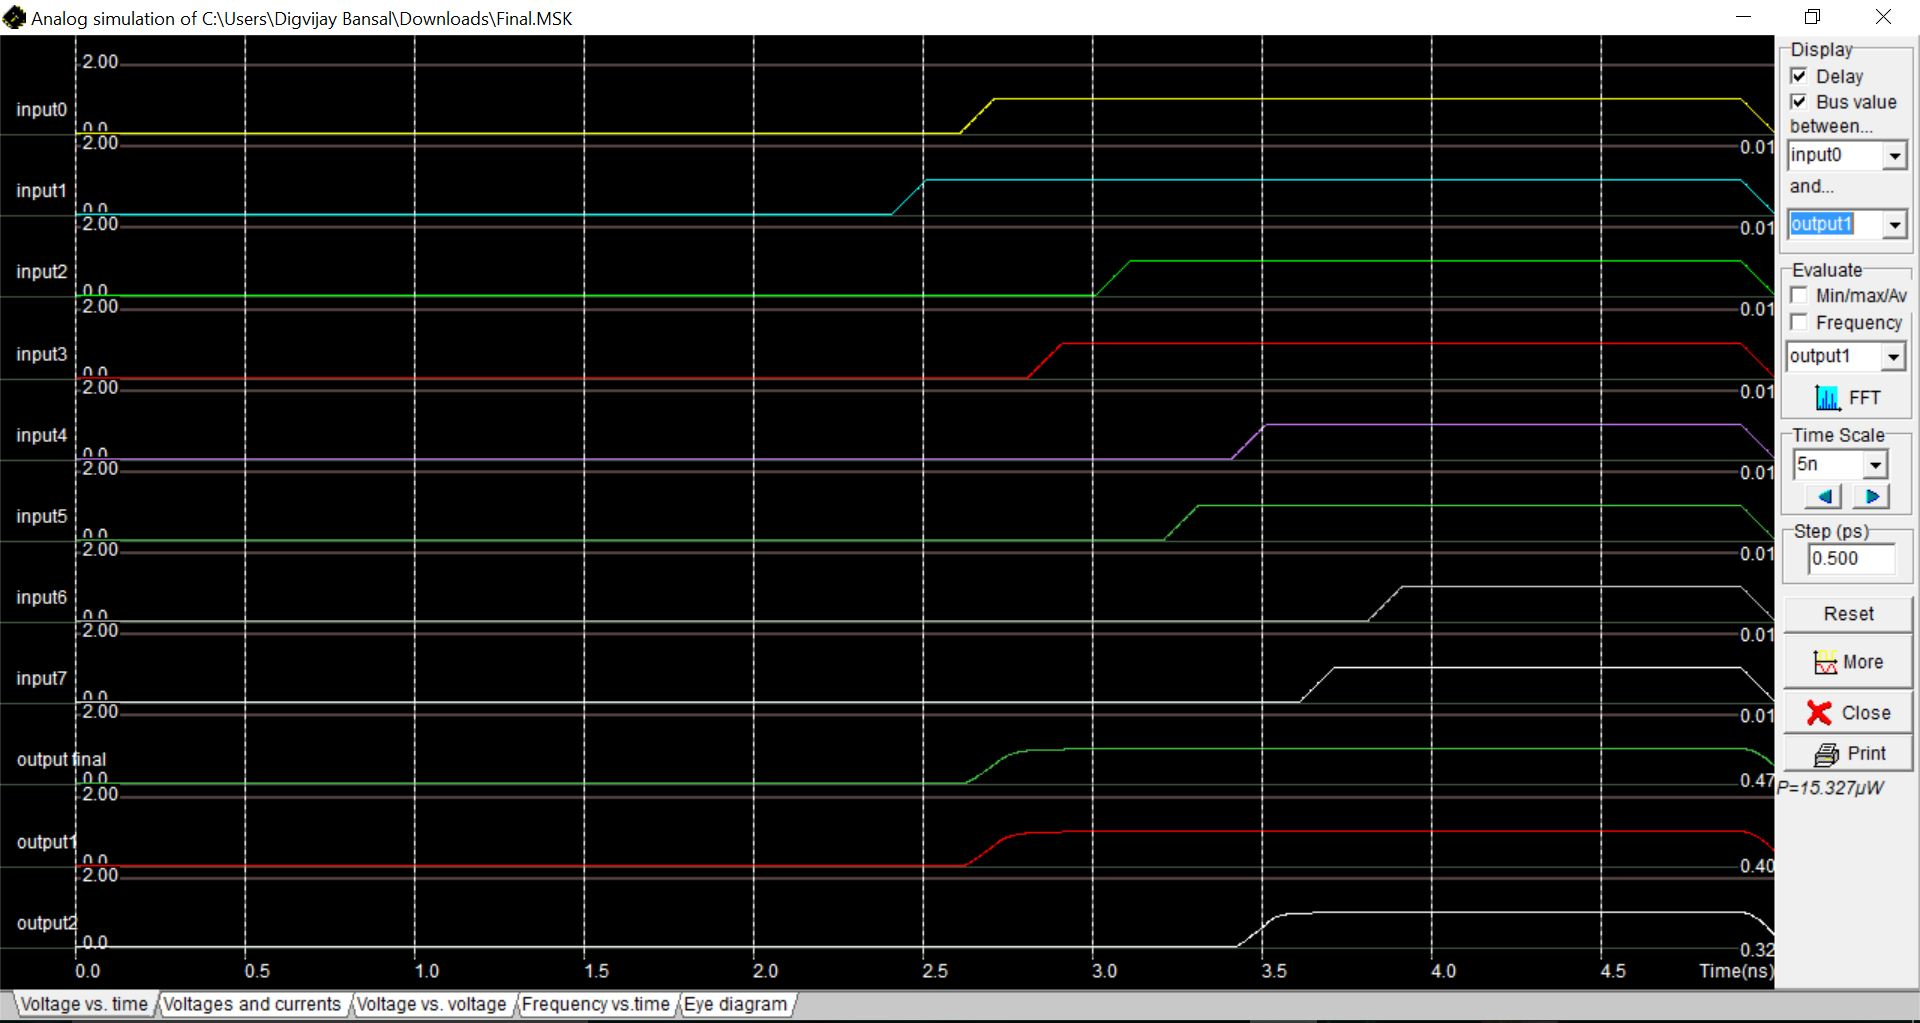 Analog simulation of C:\Users\Digvijay Bansal\Downloads\Final.MSK
2.00
input0
0.0
2.00
0.01
input1
0.0
2.00
0.01
input2
0.0
2.00
0.01
input3
0.0
2.00
0.01
input4
0.0
2.00
0.01
input5
0.0
2.00
0.01
input6
0.0
2.00
0.01
input7
0.0
2.00
0.01
output final
0.0
0.47
2.00
output1
0.0
0.40
2.00
output2
0.0
0.32
0.0 0.5 1.0 1.5 2.0 2.5 3.0 3.5 4.0 4.5 Time(ns)
Display
Delay
Bus value
between...
input0
and...
output1
Evaluate
Min/max/Av
Frequency
output1
FFT
Time Scale
5n
Step (ps)
0.500
Reset
More
Close
Print
P=15.327µW
Voltage vs. time Voltages and currents Voltage vs. voltage Frequency vs.time Eye diagram